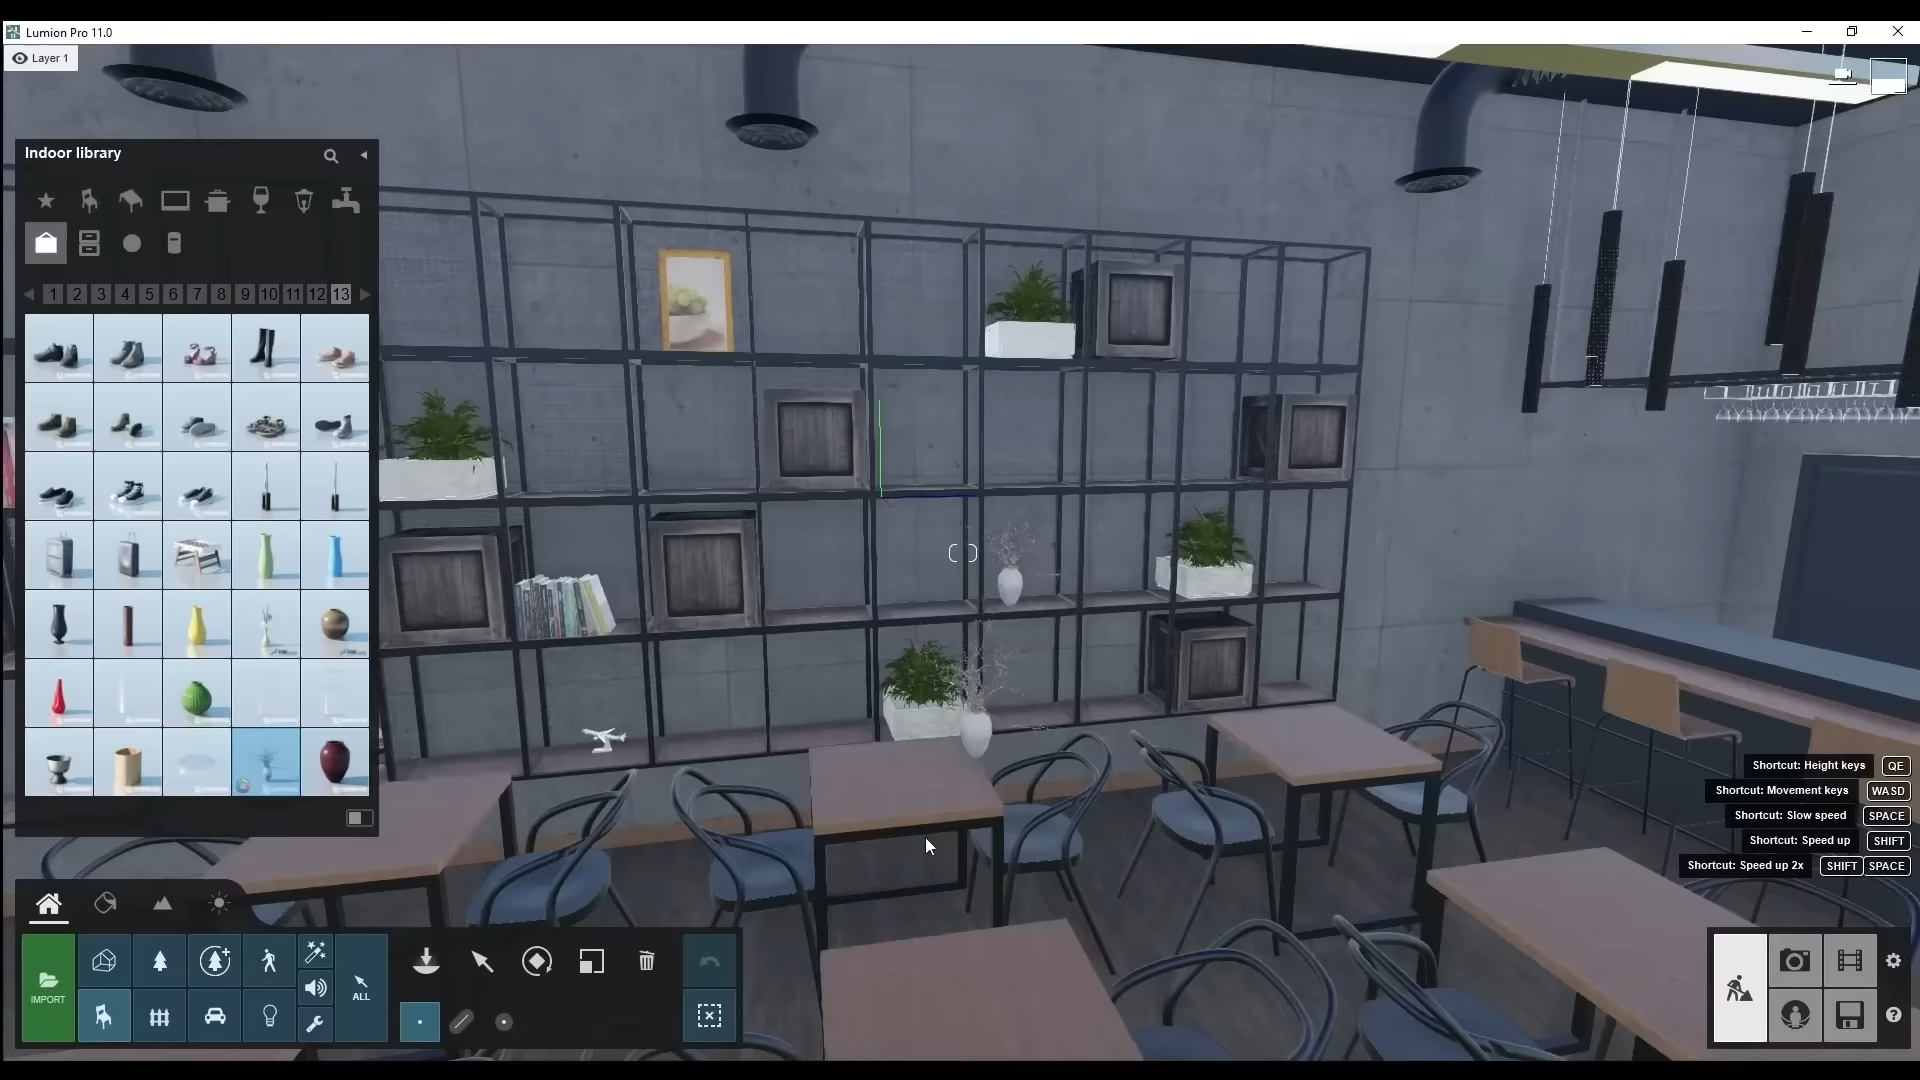 Lumion Pro 11.0
Layer 1
Indoor library
1 2 3 4 5 6 7 8 9 10 11 12 13
Shortcut: Height keys QE
Shortcut: Movement keys WASD
Shortcut: Slow speed SPACE
Shortcut: Speed up SHIFT
Shortcut: Speed up 2x SHIFT SPACE
IMPORT
ALL
?